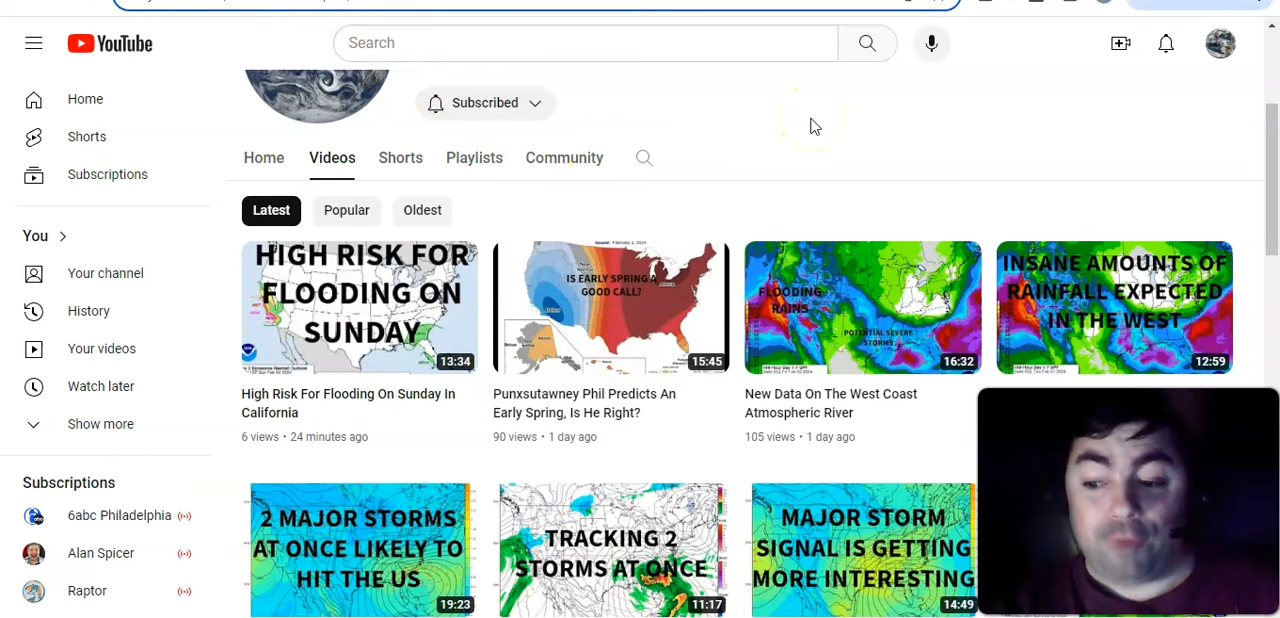 YouTube
Search
Home
Shorts
Subscriptions
You
Your channel
History
Your videos
Watch later
Show more
Subscriptions
6abc Philadelphia
Alan Spicer
Raptor
Subscribed
Home Videos Shorts Playlists Community
Latest Popular Oldest
HIGH RISK FOR
FLOODING ON
SUNDAY
13:34
High Risk For Flooding On Sunday In
California
6 views • 24 minutes ago
IS EARLY SPRING A
GOOD CALL?
15:45
Punxsutawney Phil Predicts An
Early Spring, Is He Right?
90 views • 1 day ago
FLOODING
RAINS
POTENTIAL SEVERE
STORMS
16:32
New Data On The West Coast
Atmospheric River
105 views • 1 day ago
INSANE AMOUNTS OF
RAINFALL EXPECTED
IN THE WEST
12:59
2 MAJOR STORMS
AT ONCE LIKELY TO
HIT THE US
19:23
TRACKING 2
STORMS AT ONCE
11:17
MAJOR STORM
SIGNAL IS GETTING
MORE INTERESTING
14:49